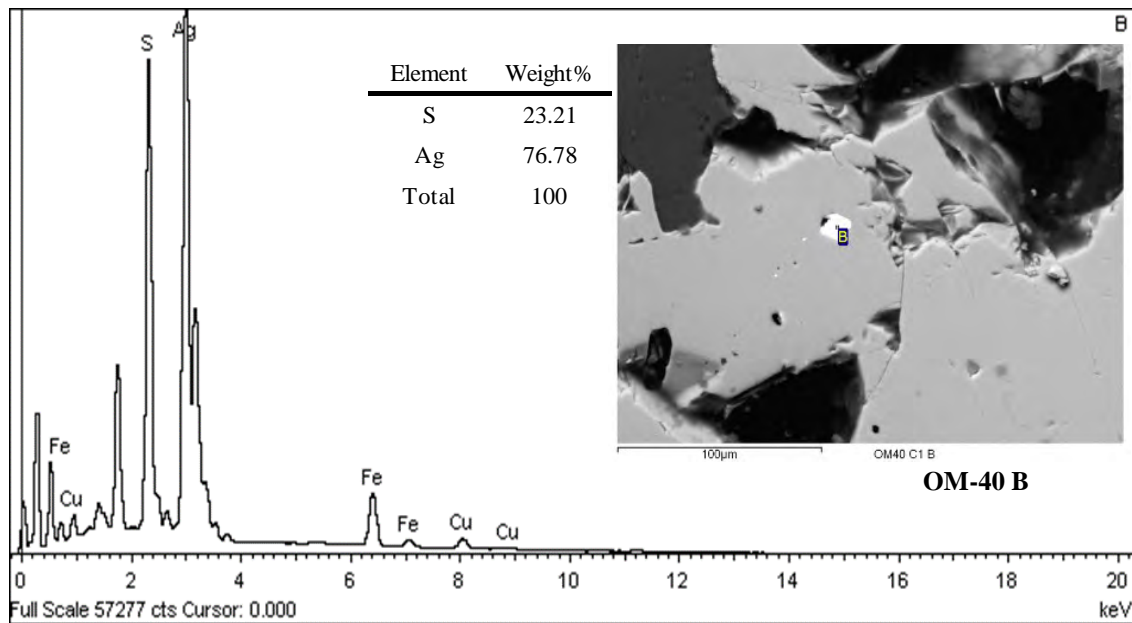 B
S
Ag
Element Weight%
S 23.21
Ag 76.78
Total 100
B
Fe
Cu
Fe
Fe
Cu
Cu
100µm
OM40 C1 B
OM-40 B
0 2 4 6 8 10 12 14 16 18 20
Full Scale 57277 cts Cursor: 0.000 keV